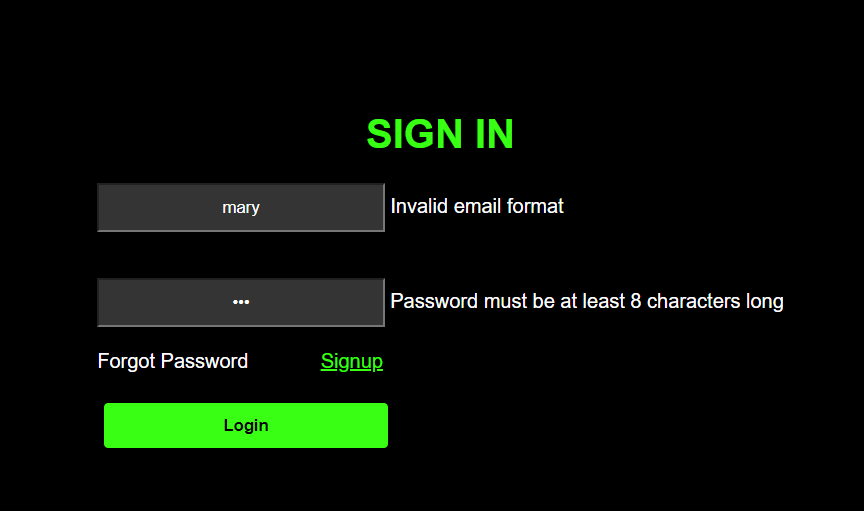 SIGN IN
mary Invalid email format
••• Password must be at least 8 characters long
Forgot Password Signup
Login